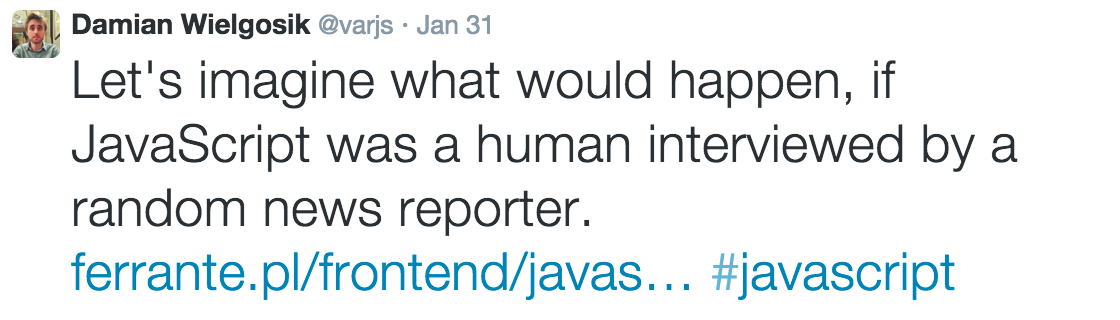 Damian Wielgosik @varjs · Jan 31
Let's imagine what would happen, if
JavaScript was a human interviewed by a
random news reporter.
ferrante.pl/frontend/javas… #javascript